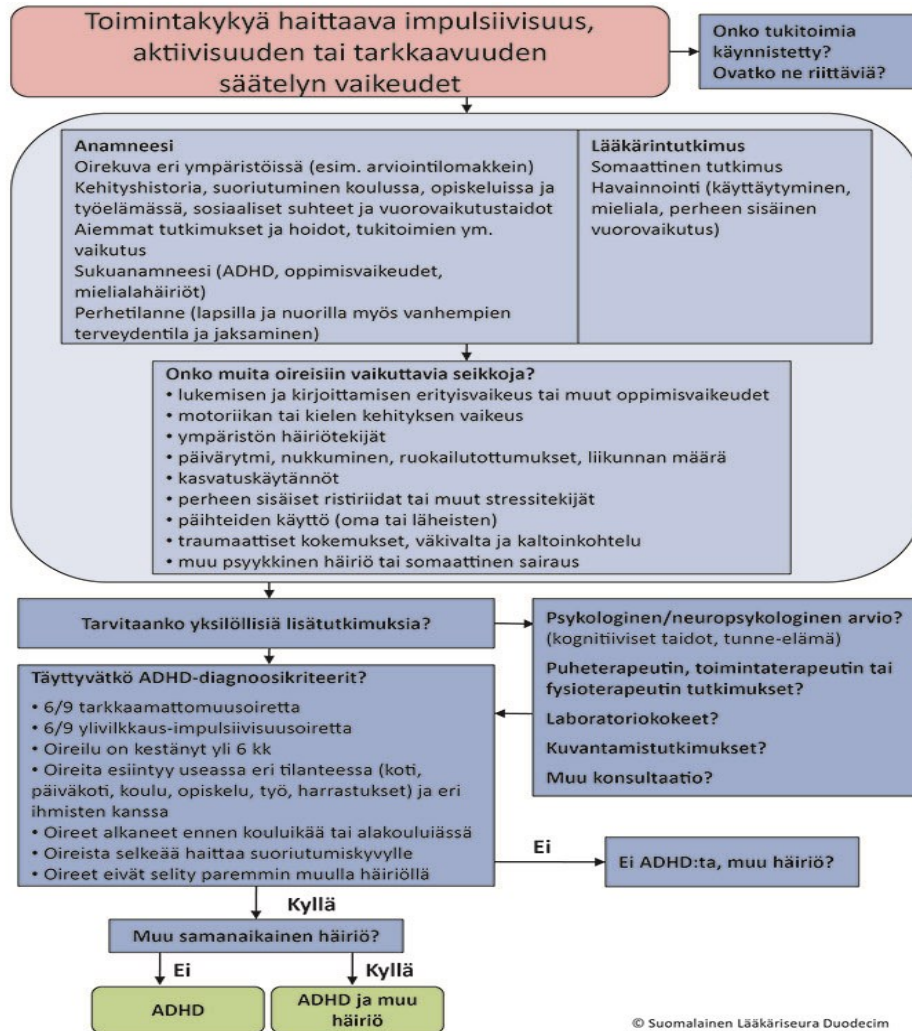 Toimintakykyä haittaava impulsiivisuus,
aktiivisuuden tai tarkkaavuuden
säätelyn vaikeudet
Onko tukitoimia
käynnistetty?
Ovatko ne riittäviä?
Anamneesi
Oirekuva eri ympäristöissä (esim. arviointilomakkein)
Kehityshistoria, suoriutuminen koulussa, opiskeluissa ja
työelämässä, sosiaaliset suhteet ja vuorovaikutustaidot
Aiemmat tutkimukset ja hoidot, tukitoimien ym.
vaikutus
Sukuanamneesi (ADHD, oppimisvaikeudet,
mielialahäiriöt)
Perhetilanne (lapsilla ja nuorilla myös vanhempien
terveydentila ja jaksaminen)
Lääkärintutkimus
Somaattinen tutkimus
Havainnointi (käyttäytyminen,
mieliala, perheen sisäinen
vuorovaikutus)
Onko muita oireisiin vaikuttavia seikkoja?
• lukemisen ja kirjoittamisen erityisvaikeus tai muut oppimisvaikeudet
• motoriikan tai kielen kehityksen vaikeus
• ympäristön häiriötekijät
• päivärytmi, nukkuminen, ruokailutottumukset, liikunnan määrä
• kasvatuskäytännöt
• perheen sisäiset ristiriidat tai muut stressitekijät
• päihteiden käyttö (oma tai läheisten)
• traumaattiset kokemukset, väkivalta ja kaltoinkohtelu
• muu psyykkinen häiriö tai somaattinen sairaus
Tarvitaanko yksilöllisiä lisätutkimuksia?
Psykologinen/neuropsykologinen arvio?
(kognitiiviset taidot, tunne-elämä)
Puheterapeutin, toimintaterapeutin tai
fysioterapeutin tutkimukset?
Laboratoriokokeet?
Kuvantamistutkimukset?
Muu konsultaatio?
Täyttyvätkö ADHD-diagnoosikriteerit?
• 6/9 tarkkaamattomuusoiretta
• 6/9 ylivilkkaus-impulsiivisuusoiretta
• Oireilu on kestänyt yli 6 kk
• Oireita esiintyy useassa eri tilanteessa (koti,
päiväkoti, koulu, opiskelu, työ, harrastukset) ja eri
ihmisten kanssa
• Oireet alkaneet ennen kouluikää tai alakouluiässä
• Oireista selkeää haittaa suoriutumiskyvylle
• Oireet eivät selity paremmin muulla häiriöllä
Ei
Ei ADHD:ta, muu häiriö?
Kyllä
Muu samanaikainen häiriö?
Ei
Kyllä
ADHD
ADHD ja muu
häiriö
© Suomalainen Lääkäriseura Duodecim